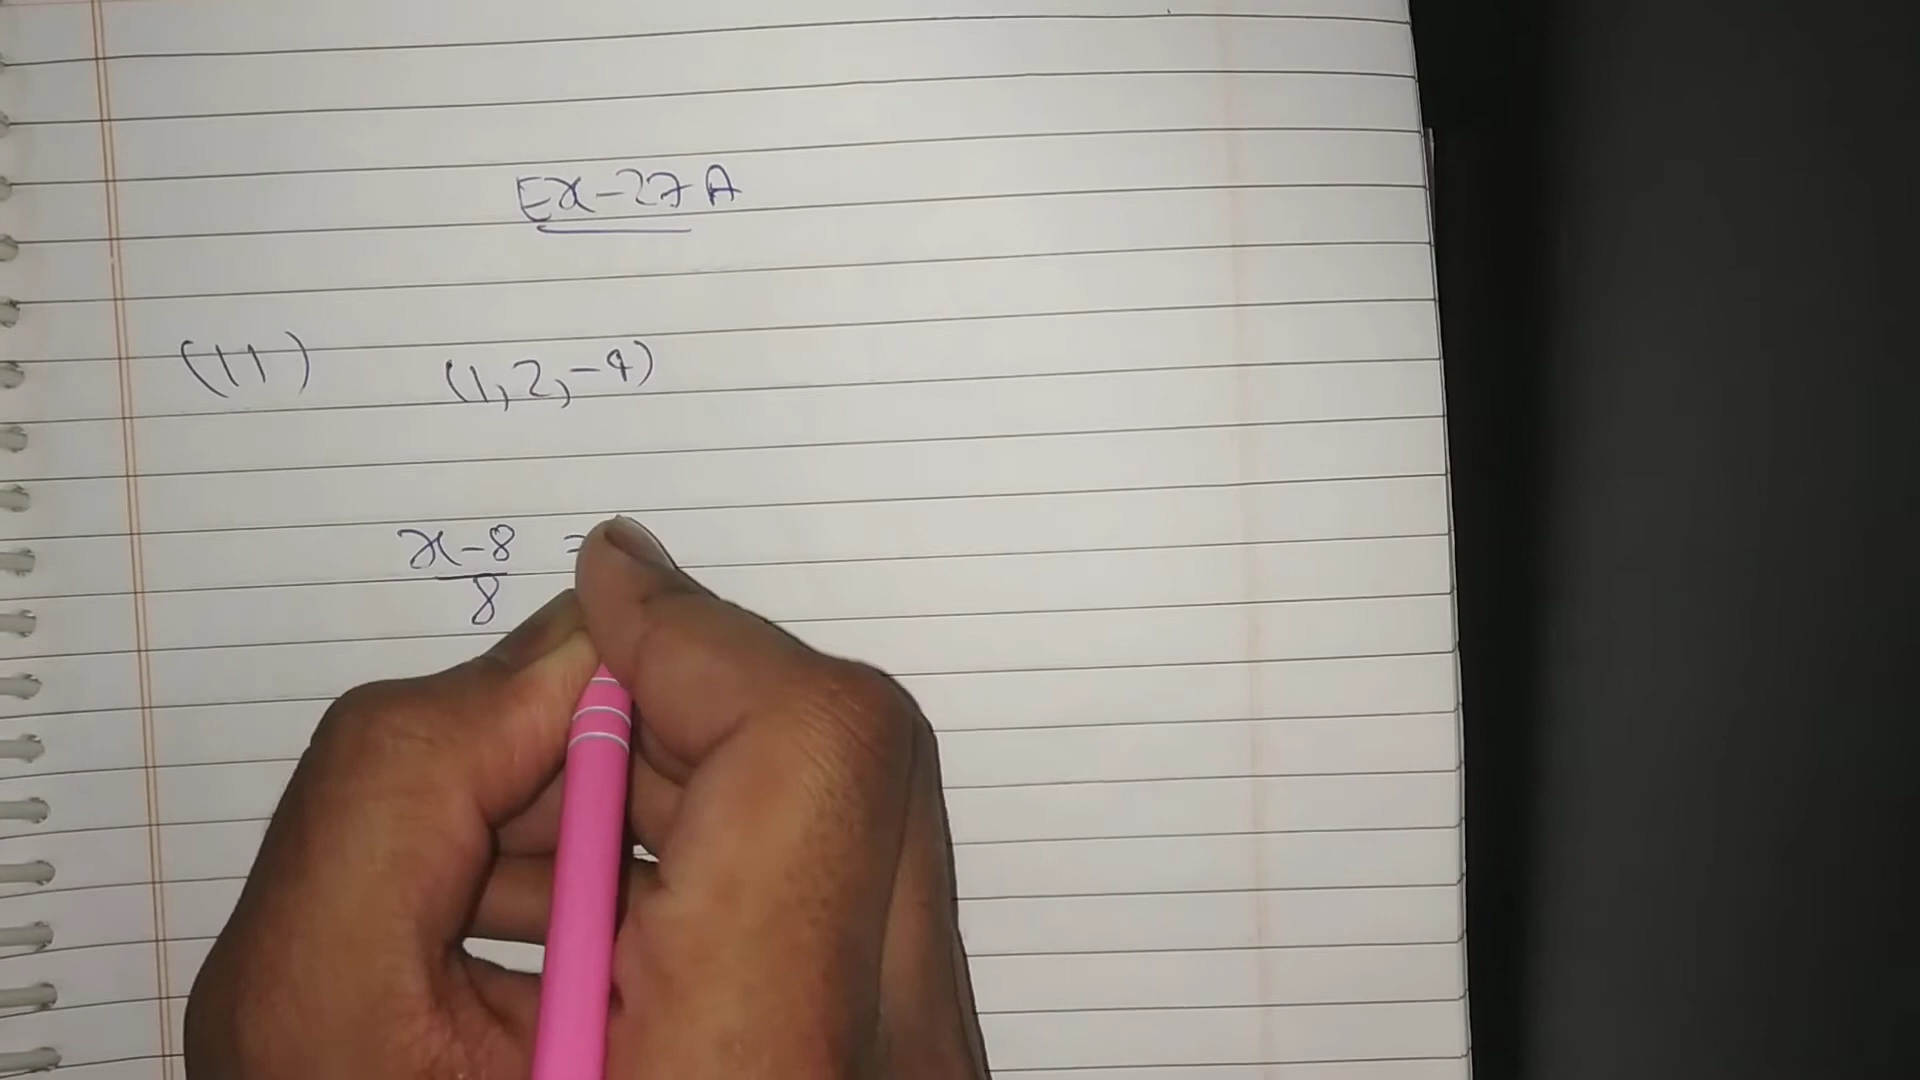 Ex-27A
(11) (1, 2, -4)
x-8 =
8